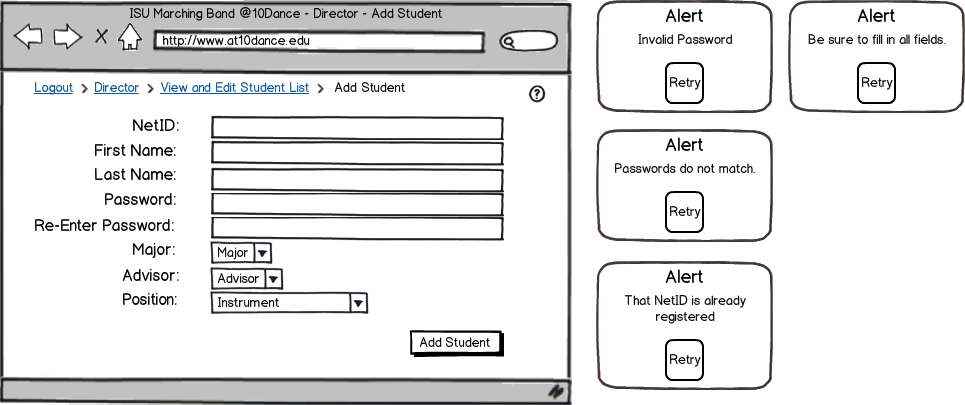 ISU Marching Band @10Dance - Director - Add Student
http://www.at10dance.edu
Logout > Director > View and Edit Student List > Add Student
?
NetID:
First Name:
Last Name:
Password:
Re-Enter Password:
Major: Major
Advisor: Advisor
Position: Instrument
Add Student
Alert
Invalid Password
Retry
Alert
Be sure to fill in all fields.
Retry
Alert
Passwords do not match.
Retry
Alert
That NetID is already
registered
Retry